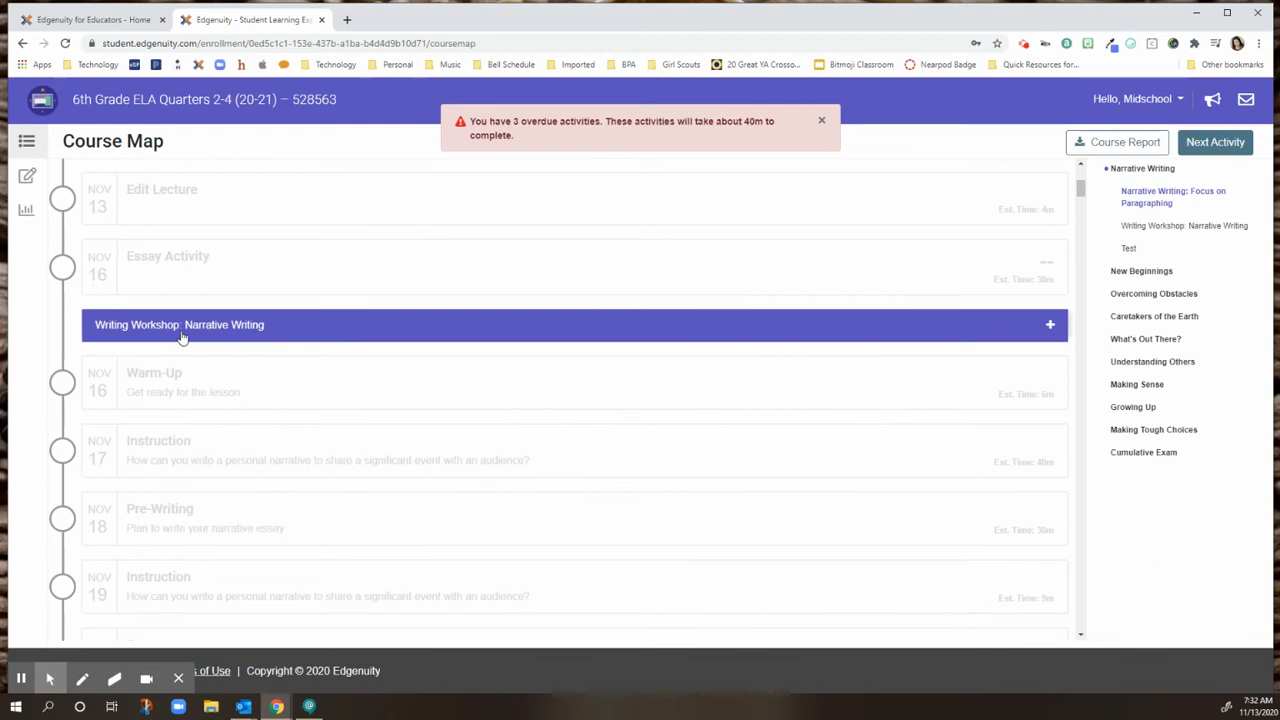 Edgenuity for Educators - Home
Edgenuity - Student Learning Exp
student.edgenuity.com/enrollment/0ed5c1c1-153e-437b-a1ba-b4d4d9b10d71/coursemap
Apps
Technology
Technology
Personal
Music
Bell Schedule
Imported
BPA
Girl Scouts
20 Great YA Crosso...
Bitmoji Classroom
Nearpod Badge
Quick Resources for...
Other bookmarks
6th Grade ELA Quarters 2-4 (20-21) – 528563
Hello, Midschool
You have 3 overdue activities. These activities will take about 40m to
complete.
Course Map
Course Report
Next Activity
NOV
13
Edit Lecture
Est. Time: 4m
NOV
16
Essay Activity
--
Est. Time: 30m
Writing Workshop: Narrative Writing
NOV
16
Warm-Up
Get ready for the lesson
Est. Time: 6m
NOV
17
Instruction
How can you write a personal narrative to share a significant event with an audience?
Est. Time: 40m
NOV
18
Pre-Writing
Plan to write your narrative essay
Est. Time: 30m
NOV
19
Instruction
How can you write a personal narrative to share a significant event with an audience?
Est. Time: 9m
Narrative Writing
Narrative Writing: Focus on
Paragraphing
Writing Workshop: Narrative Writing
Test
New Beginnings
Overcoming Obstacles
Caretakers of the Earth
What's Out There?
Understanding Others
Making Sense
Growing Up
Making Tough Choices
Cumulative Exam
of Use | Copyright © 2020 Edgenuity
7:32 AM
11/13/2020